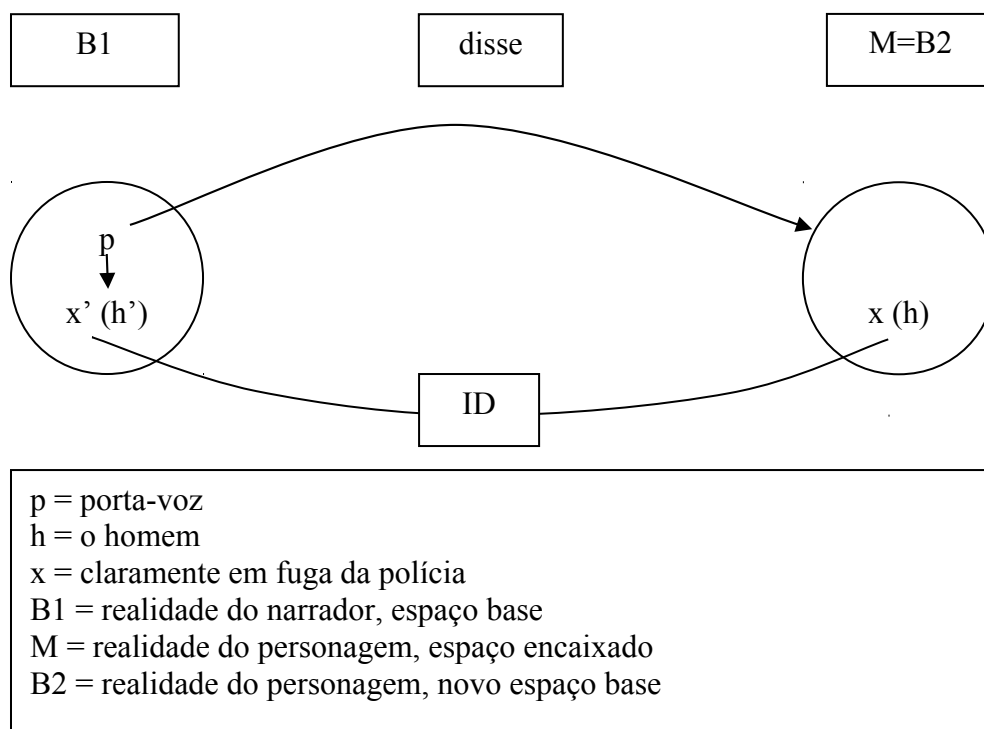 B1 disse M=B2
p
x’ (h’) x (h)
ID
p = porta-voz
h = o homem
x = claramente em fuga da polícia
B1 = realidade do narrador, espaço base
M = realidade do personagem, espaço encaixado
B2 = realidade do personagem, novo espaço base